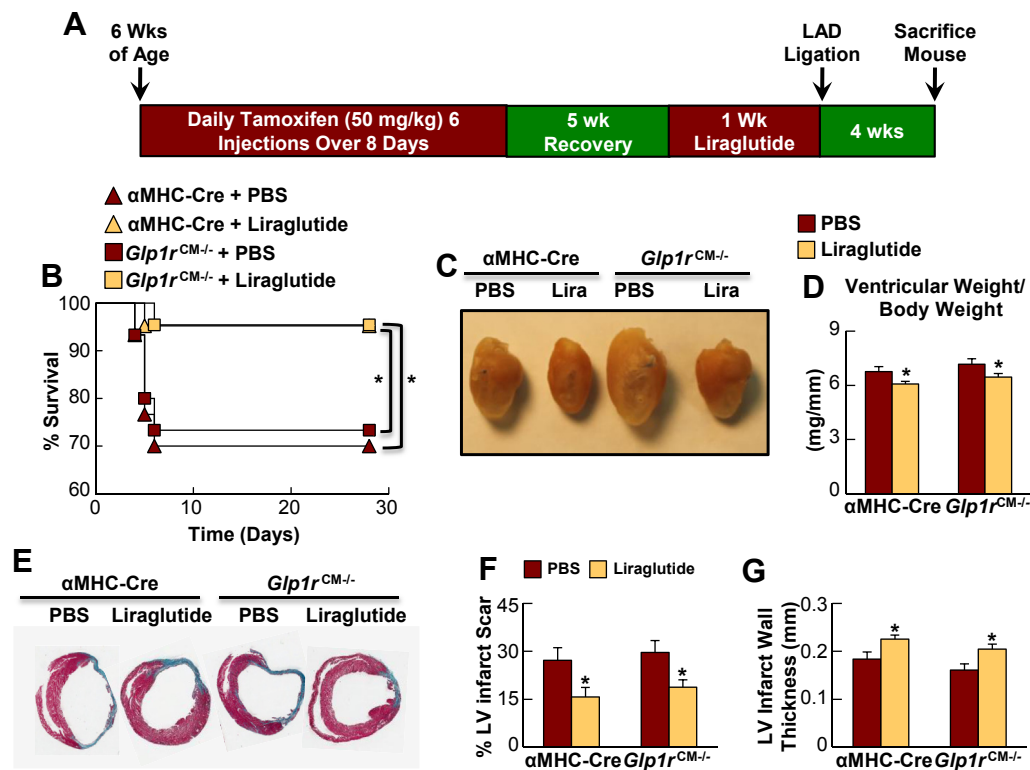 A
6 Wks
of Age
LAD
Ligation
Sacrifice
Mouse
Daily Tamoxifen (50 mg/kg) 6
Injections Over 8 Days
5 wk
Recovery
1 Wk
Liraglutide
4 wks
αMHC-Cre + PBS
αMHC-Cre + Liraglutide
Glp1r CM-/- + PBS
Glp1r CM-/- + Liraglutide
B
% Survival
100
90
80
70
60
0 10 20 30
Time (Days)
* *
C
αMHC-Cre Glp1r CM-/-
PBS Lira PBS Lira
PBS
Liraglutide
D
Ventricular Weight/
Body Weight
(mg/mm)
9
6
3
0
* *
αMHC-Cre Glp1r CM-/-
E
αMHC-Cre Glp1r CM-/-
PBS Liraglutide PBS Liraglutide
F
PBS Liraglutide
% LV infarct Scar
45
30
15
0
* *
αMHC-Cre Glp1r CM-/-
G
LV Infarct Wall
Thickness (mm)
0.3
0.2
0.1
0
* *
αMHC-Cre Glp1r CM-/-